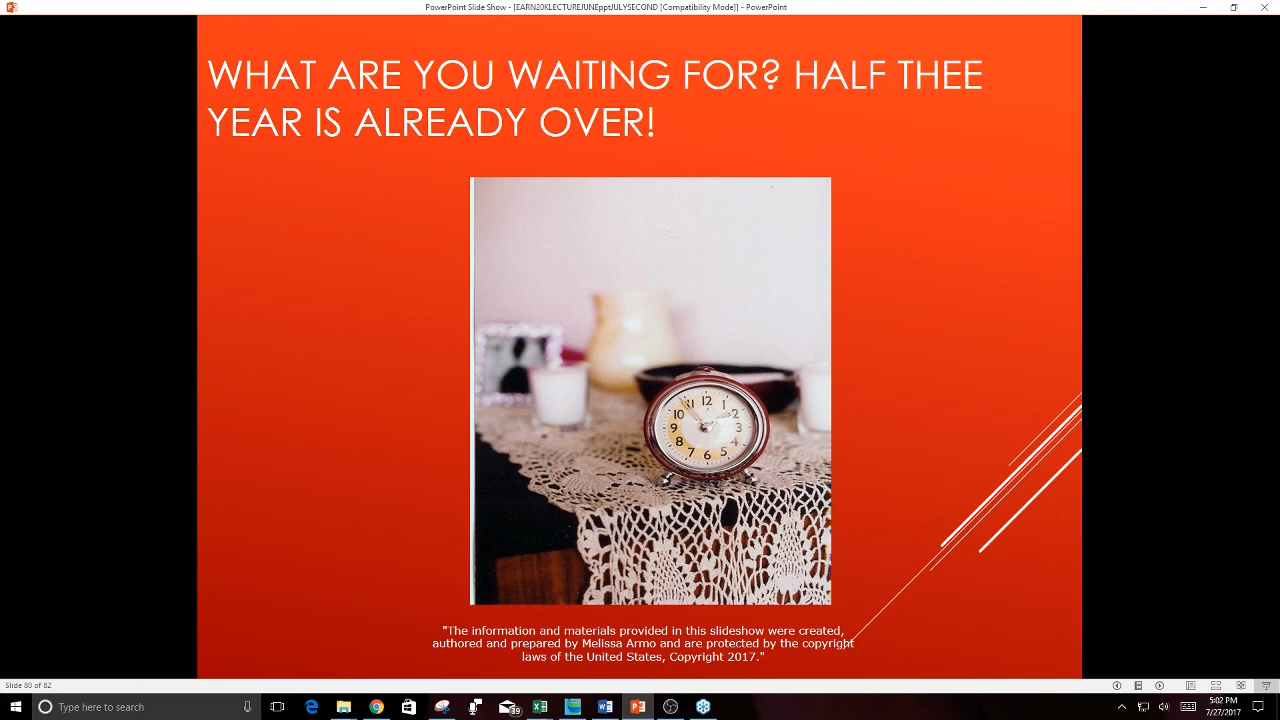 PowerPoint Slide Show - [EARN20KLECTUREJUNEpptJULYSECOND [Compatibility Mode]] - PowerPoint
WHAT ARE YOU WAITING FOR? HALF THEE
YEAR IS ALREADY OVER!
11 12 1
10 2
9 3
8 4
7 6 5
"The information and materials provided in this slideshow were created,
authored and prepared by Melissa Armo and are protected by the copyright
laws of the United States, Copyright 2017."
Slide 80 of 82
Type here to search
5:02 PM
7/27/2017